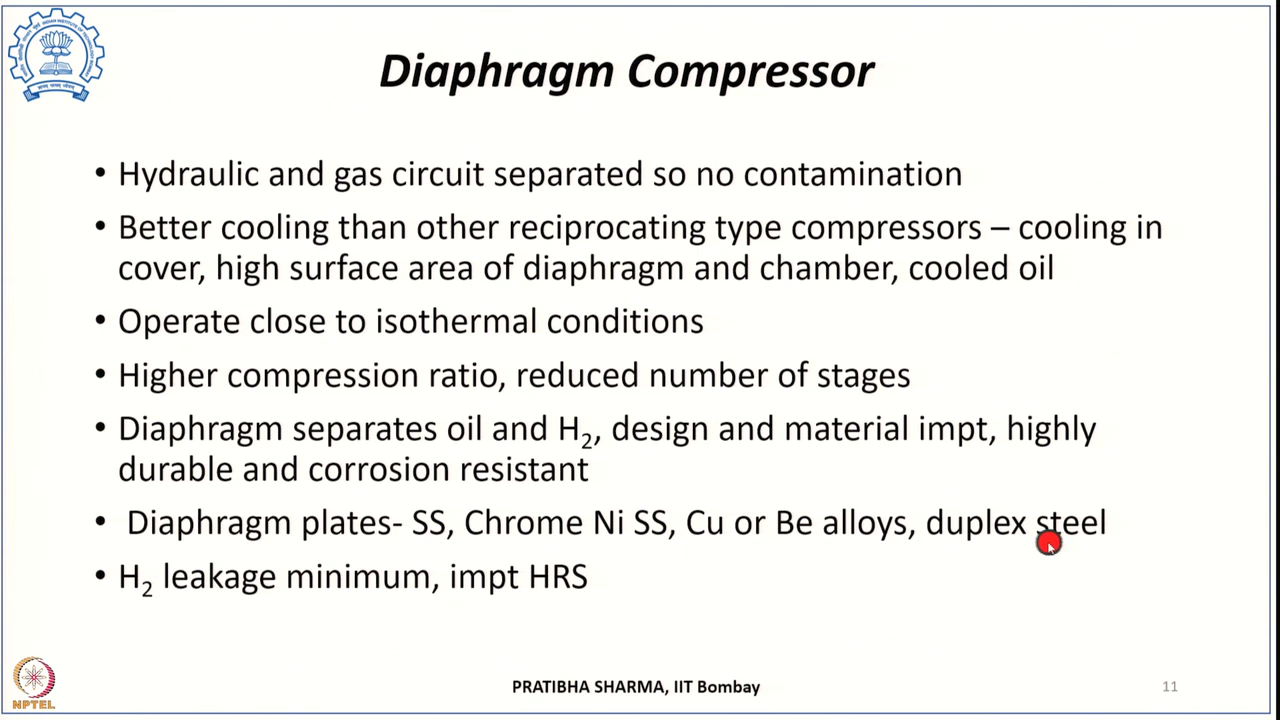 Diaphragm Compressor
• Hydraulic and gas circuit separated so no contamination
• Better cooling than other reciprocating type compressors – cooling in
cover, high surface area of diaphragm and chamber, cooled oil
• Operate close to isothermal conditions
• Higher compression ratio, reduced number of stages
• Diaphragm separates oil and H₂, design and material impt, highly
durable and corrosion resistant
• Diaphragm plates- SS, Chrome Ni SS, Cu or Be alloys, duplex steel
• H₂ leakage minimum, impt HRS
NPTEL
PRATIBHA SHARMA, IIT Bombay
11